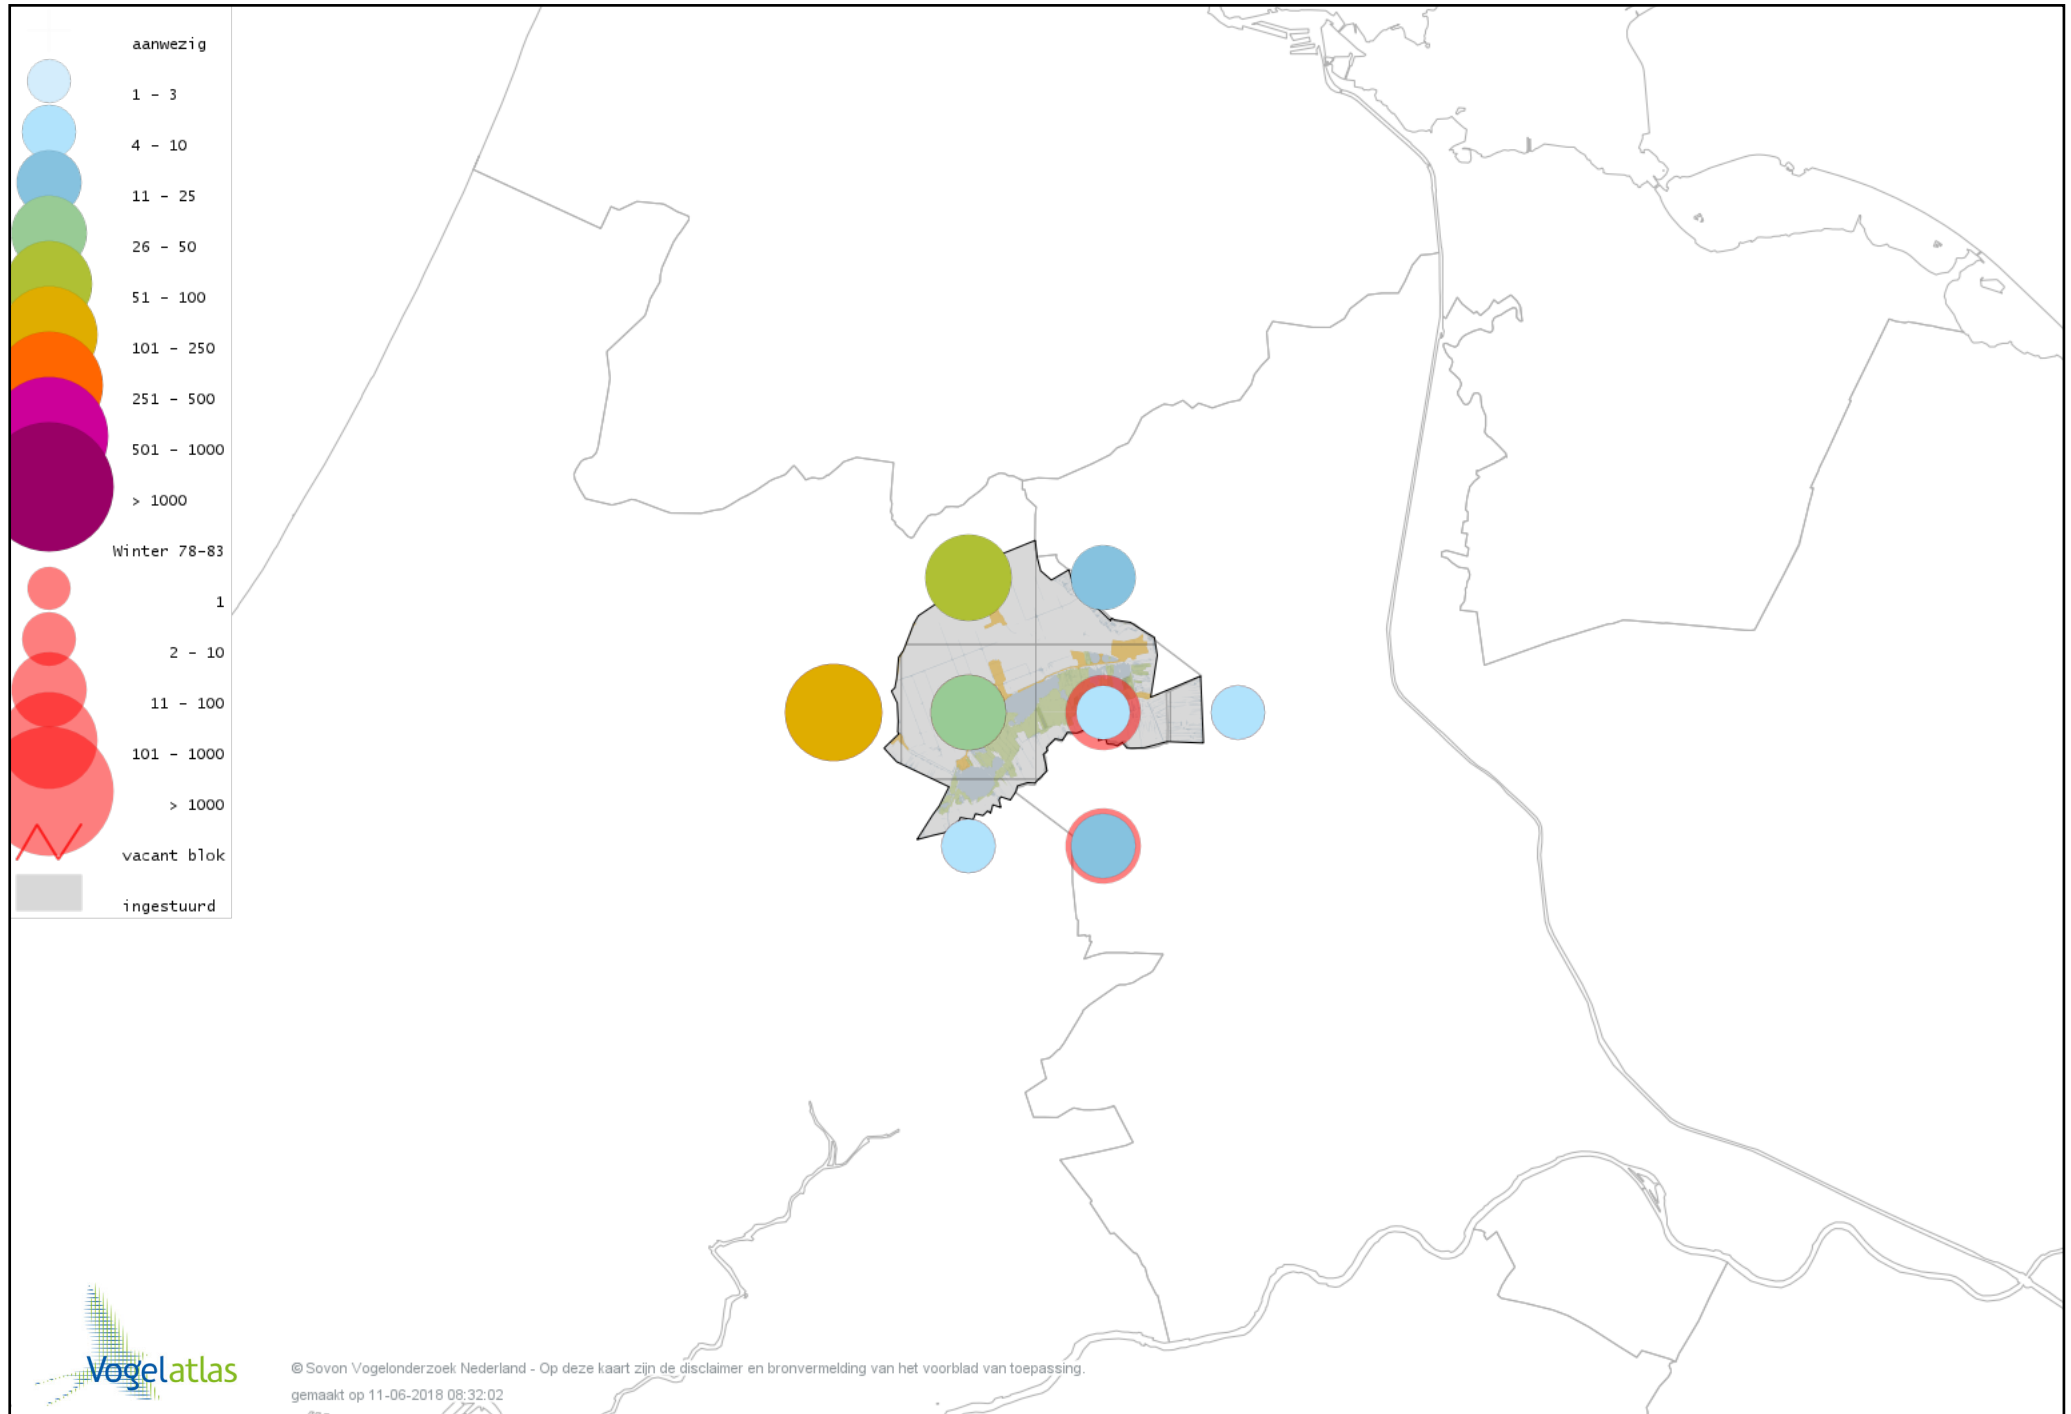 aanwezig
1 - 3
4 - 10
11 - 25
26 - 50
51 - 100
101 - 250
251 - 500
501 - 1000
> 1000
Winter 78-83
1
2 - 10
11 - 100
101 - 1000
> 1000
vacant blok
ingestuurd
Vogelatlas
© Sovon Vogelonderzoek Nederland - Op deze kaart zijn de disclaimer en bronvermelding van het voorblad van toepassing.
gemaakt op 11-06-2018 08:32:02